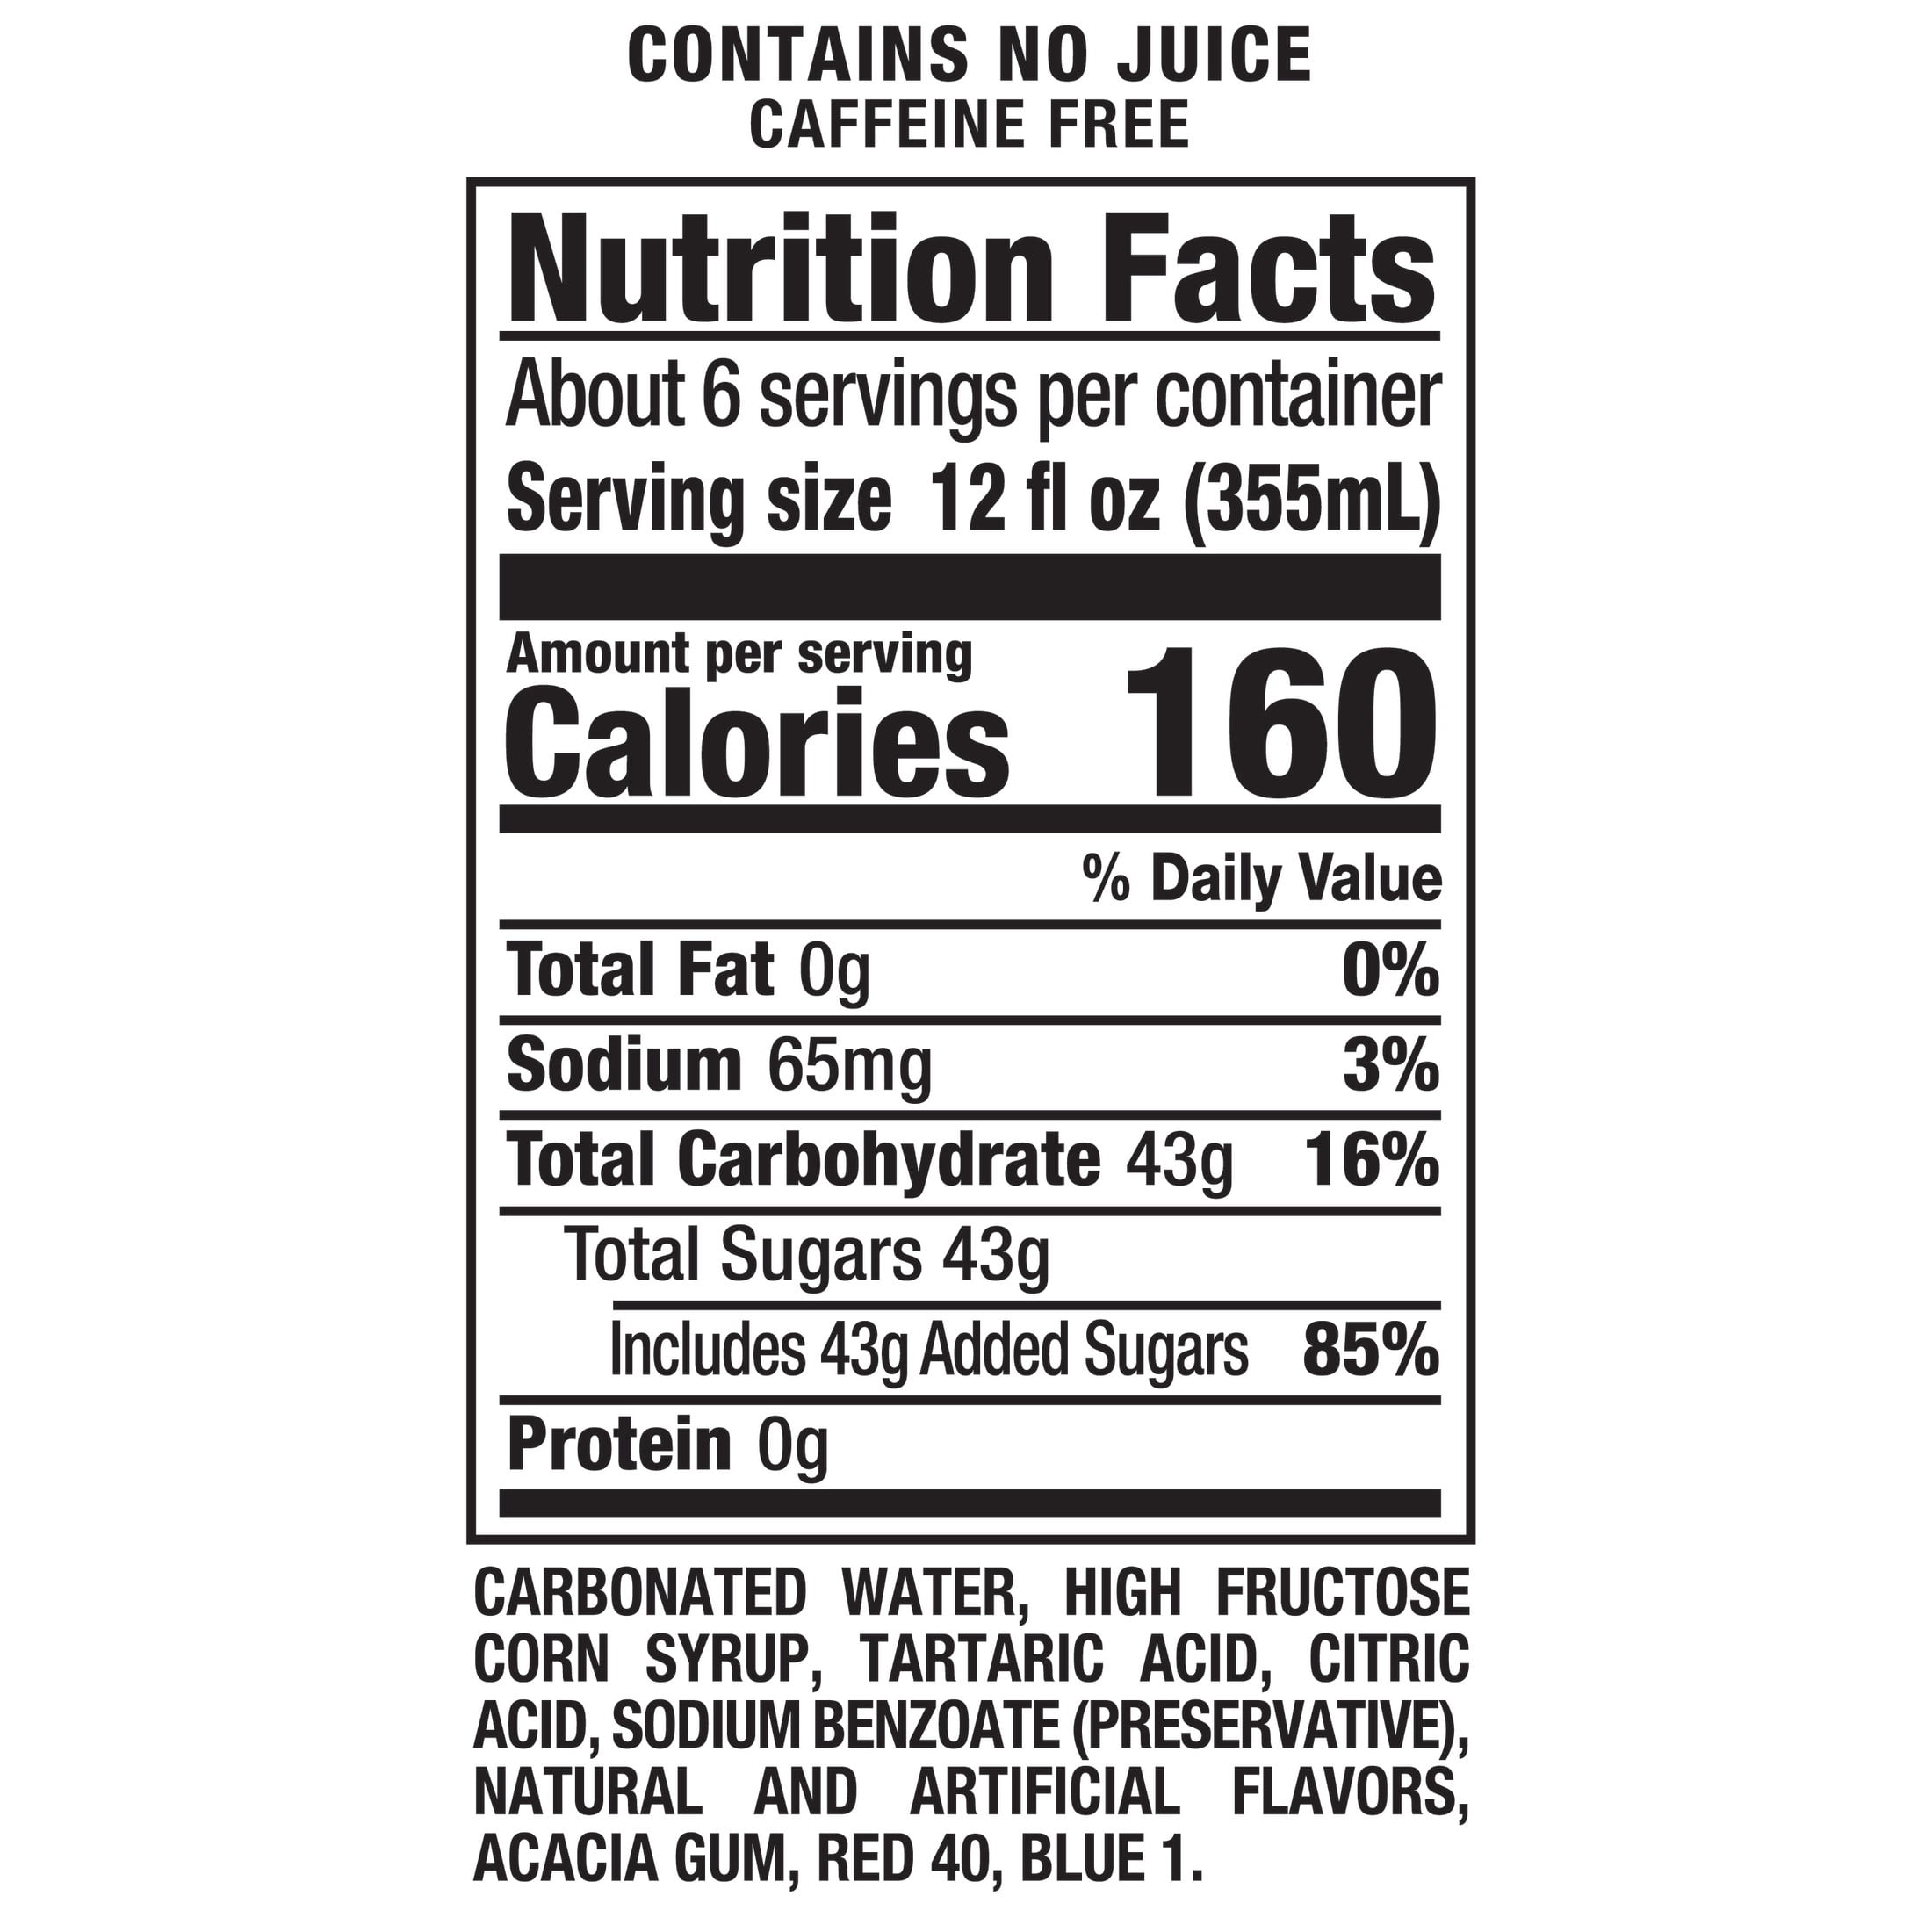 CONTAINS NO JUICE
CAFFEINE FREE
Nutrition Facts
About 6 servings per container
Serving size 12 fl oz (355mL)
Amount per serving
Calories 160
% Daily Value
Total Fat 0g 0%
Sodium 65mg 3%
Total Carbohydrate 43g 16%
Total Sugars 43g
Includes 43g Added Sugars 85%
Protein 0g
CARBONATED WATER, HIGH FRUCTOSE
CORN SYRUP, TARTARIC ACID, CITRIC
ACID, SODIUM BENZOATE (PRESERVATIVE),
NATURAL AND ARTIFICIAL FLAVORS,
ACACIA GUM, RED 40, BLUE 1.